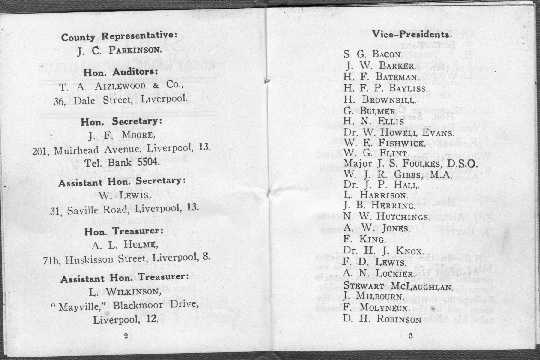 County Representative:
J. C. PARKINSON.
Hon. Auditors:
T. A. AIZLEWOOD & Co.,
36, Dale Street, Liverpool.
Hon. Secretary:
J. F. MOORE,
201, Muirhead Avenue, Liverpool, 13.
Tel. Bank 5504.
Assistant Hon. Secretary:
W. LEWIS,
31, Saville Road, Liverpool, 13.
Hon. Treasurer:
A. L. HULME,
71b, Huskisson Street, Liverpool, 8.
Assistant Hon. Treasurer:
L. WILKINSON,
"Mayville," Blackmoor Drive,
Liverpool, 12.
2
Vice-Presidents
S. G. BACON.
J. W. BARKER.
H. F. BATEMAN.
H. F. P. BAYLISS.
H. BROWNBILL.
G. BULMER.
H. N. ELLIS
Dr. W. HOWELL EVANS.
W. E. FISHWICK.
W. G. FLINT.
Major J. S. FOULKES, D.S.O.
W. J. R. GIBBS, M.A.
Dr. J. P. HALL.
L. HARRISON.
J. B. HERRING.
N. W. HUTCHINGS.
A. W. JONES.
F. KING.
Dr. H. J. KNOX.
F. D. LEWIS.
A. N. LOCKIER.
STEWART McLAUGHLAN.
J. MILBOURN.
F. MOLYNEUX.
D. H. ROBINSON
3